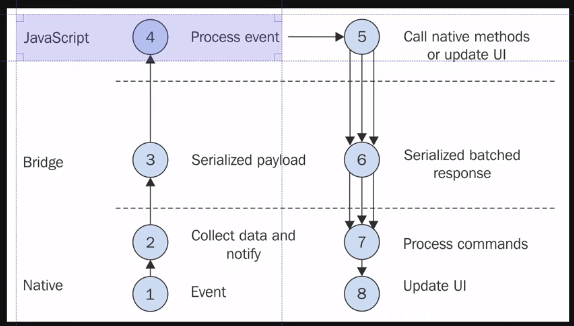 JavaScript
4
Process event
5
Call native methods
or update UI
Bridge
3
Serialized payload
6
Serialized batched
response
2
Collect data and
notify
7
Process commands
Native
1
Event
8
Update UI